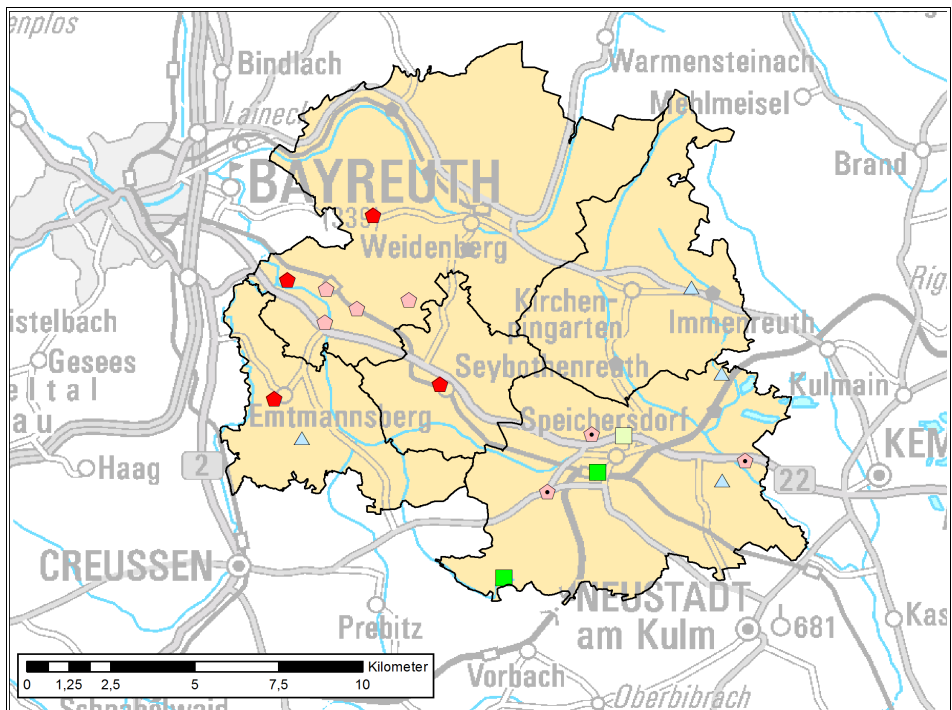 enplos
Bindlach
Warmensteinach
Laineck
Mehlmeisel
Brand
BAYREUTH
Weidenberg
Kirchen-
pingarten
Immenreuth
istelbach
Gesees
eltal
au
Seybothenreuth
Kulmain
Emtmannsberg
Speichersdorf
KEM
Haag
2
22
CREUSSEN
NEUSTADT
am Kulm
681
Kas
Prebitz
Vorbach
Oberbibrach
Kilometer
0 1,25 2,5 5 7,5 10